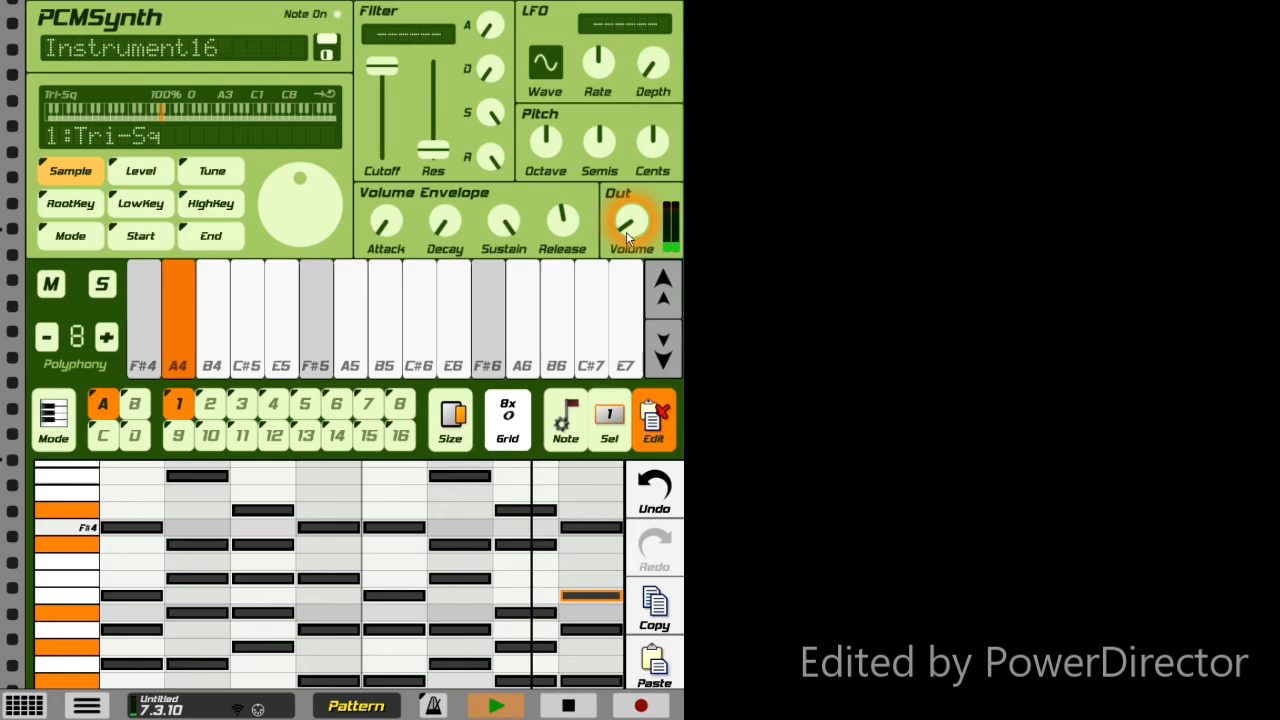 PCMSynth
Note On
Instrument16
Tri-Sq 100% 0 A3 C1 C8
1:Tri-Sq
Sample Level Tune
RootKey LowKey HighKey
Mode Start End
Filter
A
D
S
R
Cutoff Res
LFO
Wave Rate Depth
Pitch
Octave Semis Cents
Volume Envelope
Attack Decay Sustain Release
Out
Volume
M S
- 8 +
Polyphony
F#4 A4 B4 C#5 E5 F#5 A5 B5 C#6 E6 F#6 A6 B6 C#7 E7
Mode
A B
C D
1 2 3 4 5 6 7 8
9 10 11 12 13 14 15 16
Size
8x
Grid
Note
1
Sel
Edit
F#4
Undo
Redo
Copy
Paste
Untitled
7.3.10
Pattern
Edited by PowerDirector